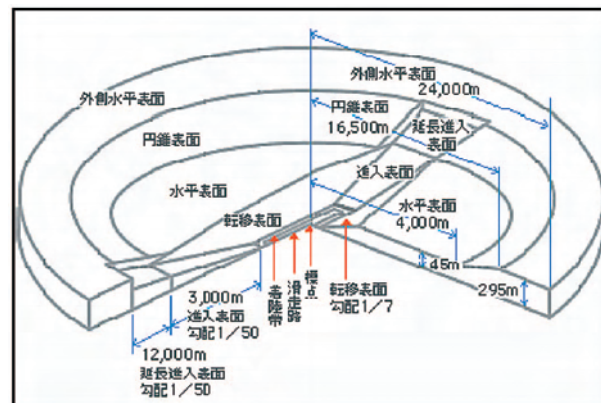 外側水平表面
24,000m
外側水平表面
円錐表面
16,500m
延長進入
表面
円錐表面
進入表面
水平表面
水平表面
4,000m
転移表面
45m
295m
3,000m
進入表面
勾配1/50
着陸帯
滑走路
標点
転移表面
勾配1/7
12,000m
延長進入表面
勾配1/50